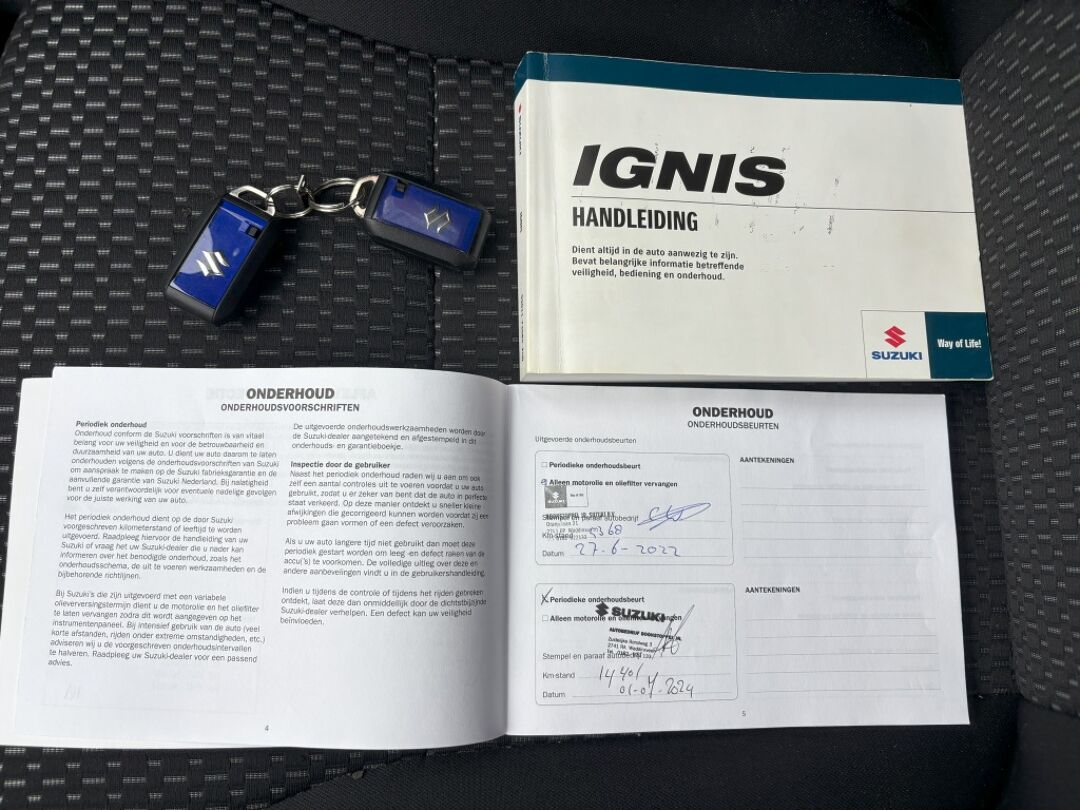 IGNIS
HANDLEIDING
Dient altijd in de auto aanwezig te zijn.
Bevat belangrijke informatie betreffende
veiligheid, bediening en onderhoud.
SUZUKI
Way of Life!
ONDERHOUD
ONDERHOUDSVOORSCHRIFTEN
Periodiek onderhoud
Onderhoud conform de Suzuki voorschriften is van vitaal
belang voor uw veiligheid en voor de betrouwbaarheid en
duurzaamheid van uw auto. U dient uw auto daarom te laten
onderhouden volgens de onderhoudsvoorschriften van Suzuki
om aanspraak te maken op de Suzuki fabrieksgarantie en de
aanvullende garantie van Suzuki Nederland. Bij nalatigheid
bent u zelf verantwoordelijk voor eventuele nadelige gevolgen
voor de juiste werking van uw auto.
Het periodiek onderhoud dient op de door Suzuki
voorgeschreven kilometerstand of leeftijd te worden
uitgevoerd. Raadpleeg hiervoor de handleiding van uw
Suzuki of vraag het uw Suzuki-dealer die u nader kan
informeren over het benodigde onderhoud, zoals het
onderhoudsschema, de uit te voeren werkzaamheden en de
bijbehorende richtlijnen.
Bij Suzuki's die zijn uitgevoerd met een variabele
olieverversingstermijn dient u de motorolie en het oliefilter
te laten vervangen zodra dit wordt aangegeven op het
instrumentenpaneel. Bij intensief gebruik van de auto (veel
korte afstanden, rijden onder extreme omstandigheden, etc.)
adviseren wij u de voorgeschreven onderhoudsintervallen
te halveren. Raadpleeg uw Suzuki-dealer voor een passend
advies.
De uitgevoerde onderhoudswerkzaamheden worden door
de Suzuki-dealer aangetekend en afgestempeld in dit
onderhouds- en garantieboekje.
Inspectie door de gebruiker
Naast het periodiek onderhoud raden wij u aan om ook
zelf een aantal controles uit te voeren voordat u uw auto
gebruikt, zodat u er zeker van bent dat de auto in perfecte
staat verkeerd. Op deze manier ontdekt u sneller kleine
afwijkingen die gecorrigeerd kunnen worden voordat zij een
probleem gaan vormen of een defect veroorzaken.
Als u uw auto langere tijd niet gebruikt dan moet deze
periodiek gestart worden om leeg -en defect raken van de
accu('s) te voorkomen. De volledige uitleg over deze en
andere aanbevelingen vindt u in de gebruikershandleiding.
Indien u tijdens de controle of tijdens het rijden gebreken
ontdekt, laat deze dan onmiddellijk door de dichtstbijzijnde
Suzuki-dealer verhelpen. Een defect kan uw veiligheid
beïnvloeden.
4
ONDERHOUD
ONDERHOUDSBEURTEN
Uitgevoerde onderhoudsbeurten
Periodieke onderhoudsbeurt
Alleen motorolie en oliefilter vervangen
Stempel en paraaf autobedrijf
Km-stand 5368
Datum 27-6-2022
AANTEKENINGEN
X Periodieke onderhoudsbeurt
SUZUKI
Alleen motorolie en oliefilter vervangen
Stempel en paraaf autobedrijf
Km-stand 14401
Datum 01-07-2024
AANTEKENINGEN
5